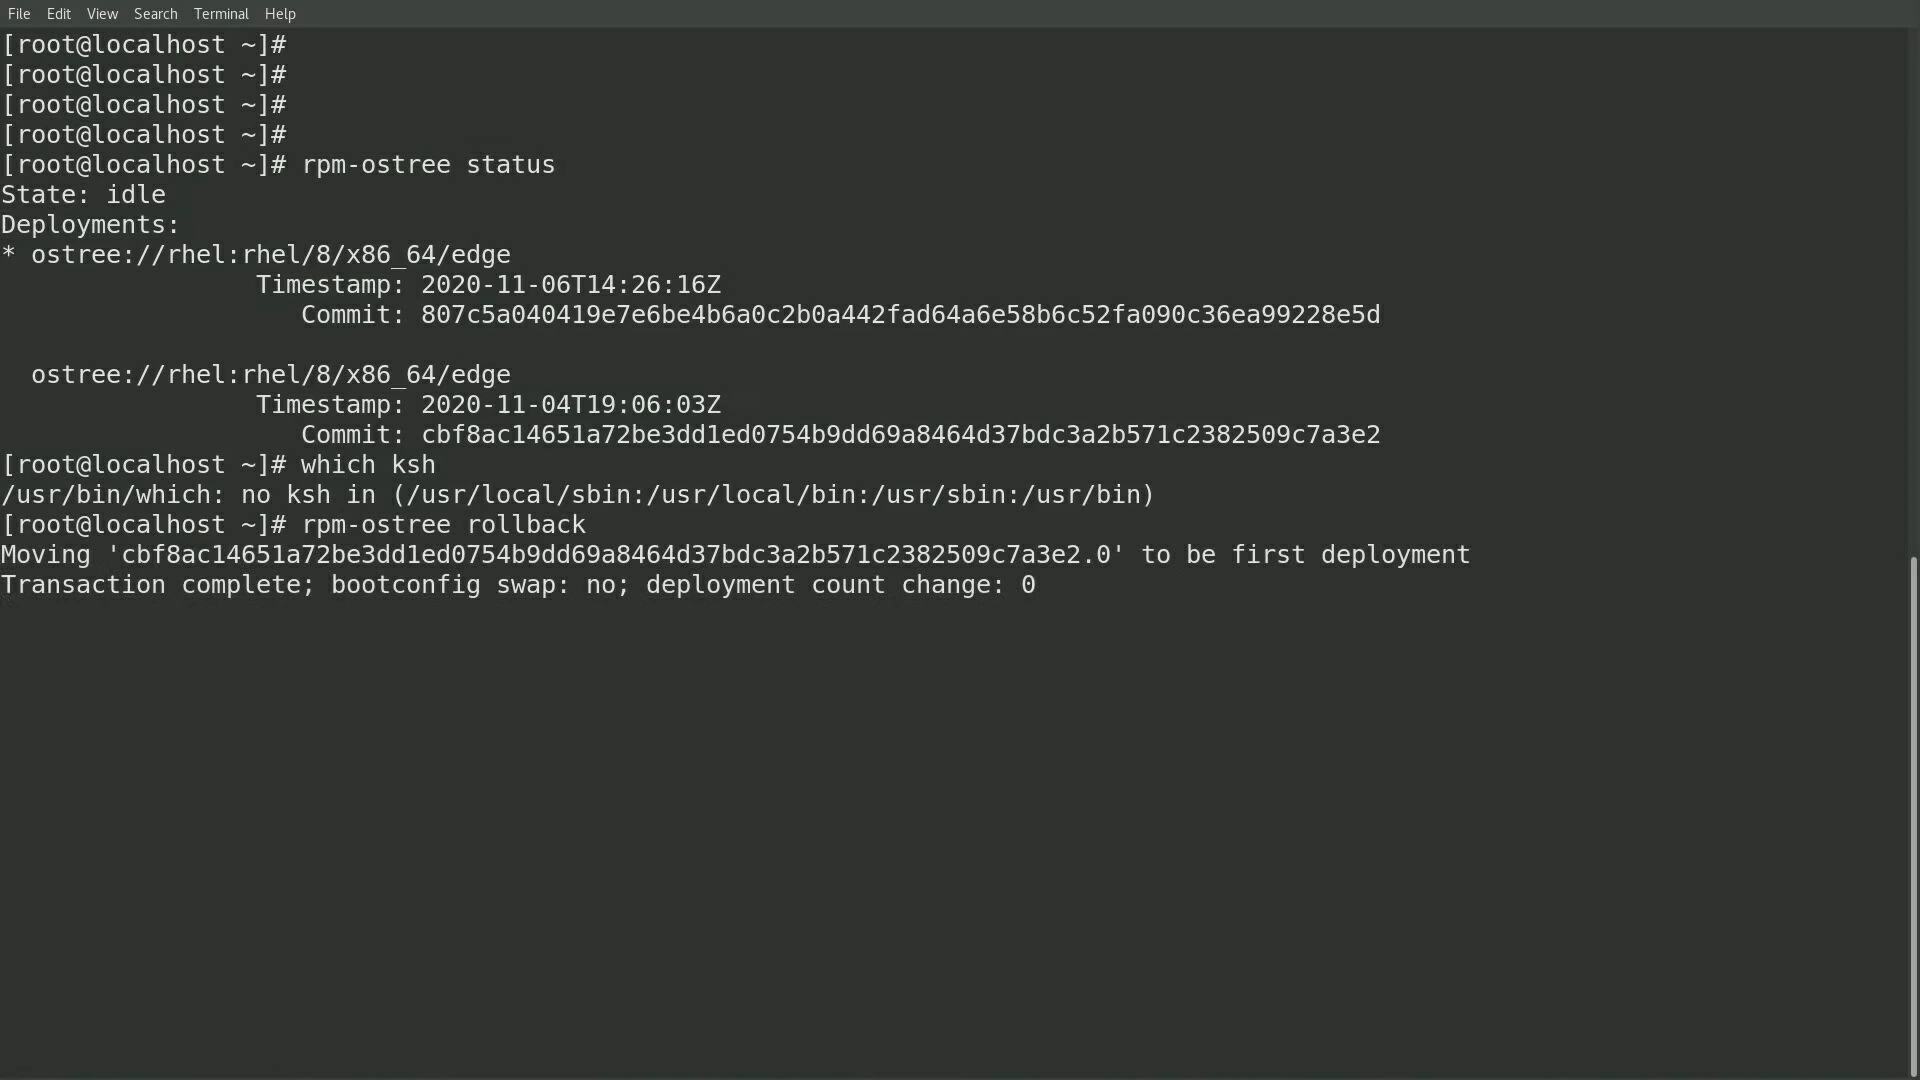 File Edit View Search Terminal Help
[root@localhost ~]#
[root@localhost ~]#
[root@localhost ~]#
[root@localhost ~]#
[root@localhost ~]# rpm-ostree status
State: idle
Deployments:
* ostree://rhel:rhel/8/x86_64/edge
Timestamp: 2020-11-06T14:26:16Z
Commit: 807c5a040419e7e6be4b6a0c2b0a442fad64a6e58b6c52fa090c36ea99228e5d
ostree://rhel:rhel/8/x86_64/edge
Timestamp: 2020-11-04T19:06:03Z
Commit: cbf8ac14651a72be3dd1ed0754b9dd69a8464d37bdc3a2b571c2382509c7a3e2
[root@localhost ~]# which ksh
/usr/bin/which: no ksh in (/usr/local/sbin:/usr/local/bin:/usr/sbin:/usr/bin)
[root@localhost ~]# rpm-ostree rollback
Moving 'cbf8ac14651a72be3dd1ed0754b9dd69a8464d37bdc3a2b571c2382509c7a3e2.0' to be first deployment
Transaction complete; bootconfig swap: no; deployment count change: 0